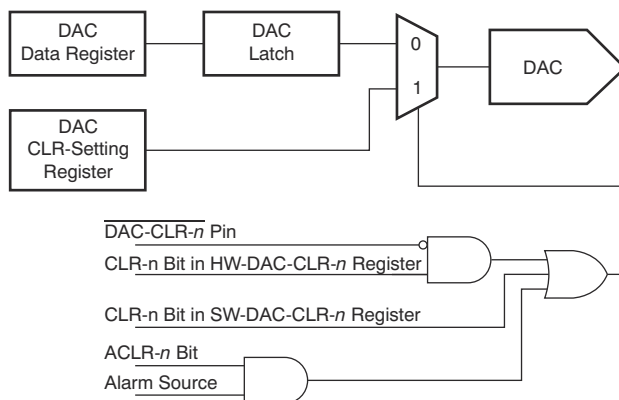 DAC
Data Register
DAC
Latch
0
1
DAC
DAC
CLR-Setting
Register
DAC-CLR-n Pin
CLR-n Bit in HW-DAC-CLR-n Register
CLR-n Bit in SW-DAC-CLR-n Register
ACLR-n Bit
Alarm Source